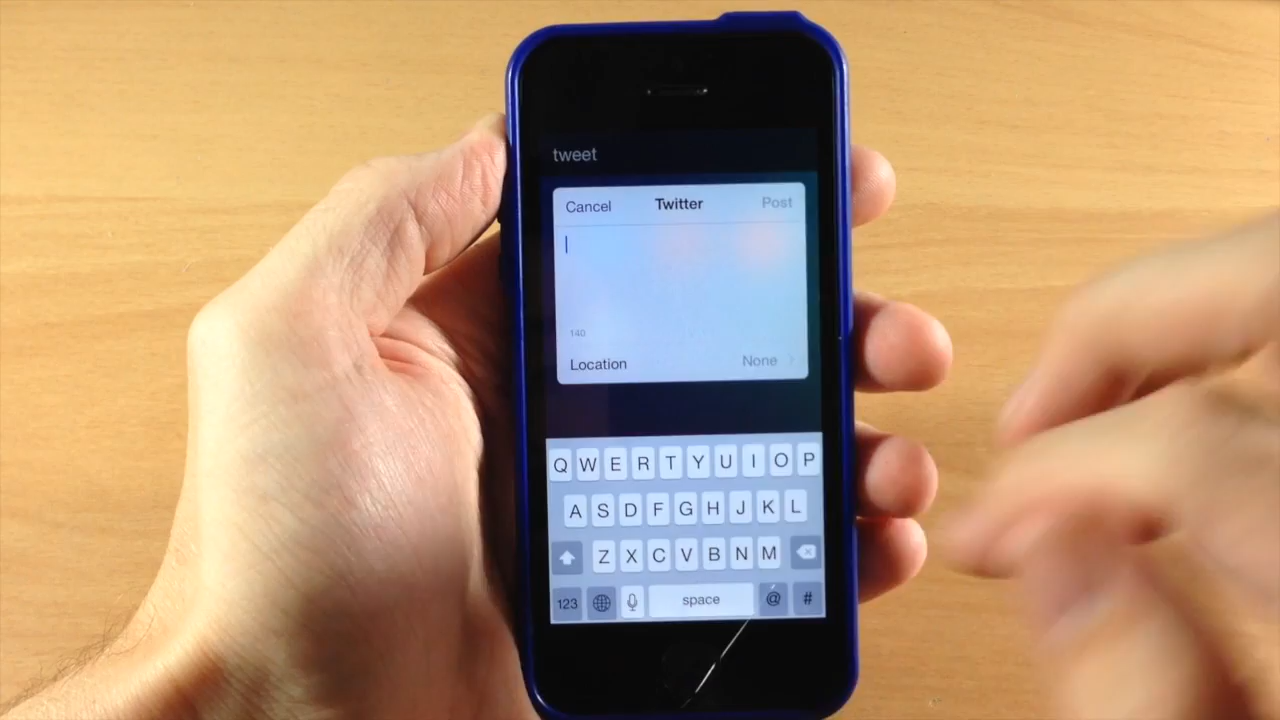 tweet
Cancel Twitter Post
140
Location None
Q W E R T Y U I O P
A S D F G H J K L
Z X C V B N M
123 space @ #